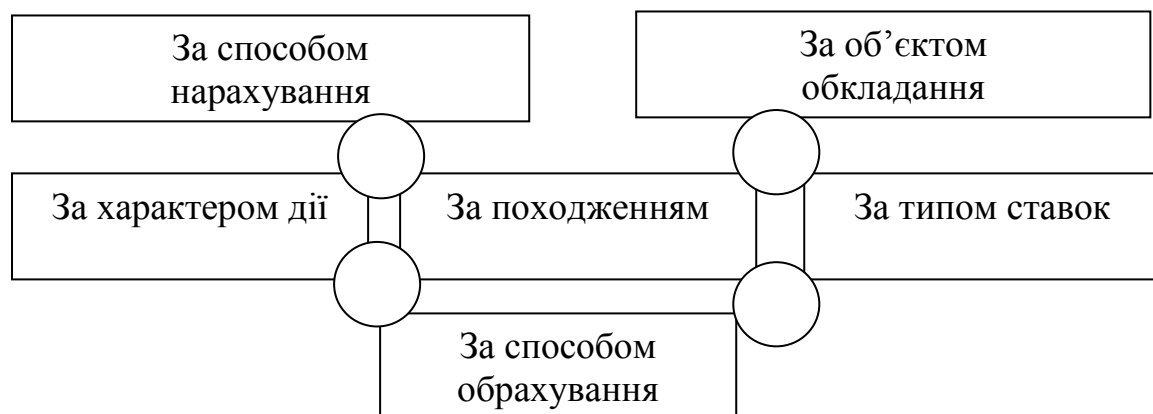 За способом
нарахування
За об’єктом
обкладання
За характером дії
За походженням
За типом ставок
За способом
обрахування